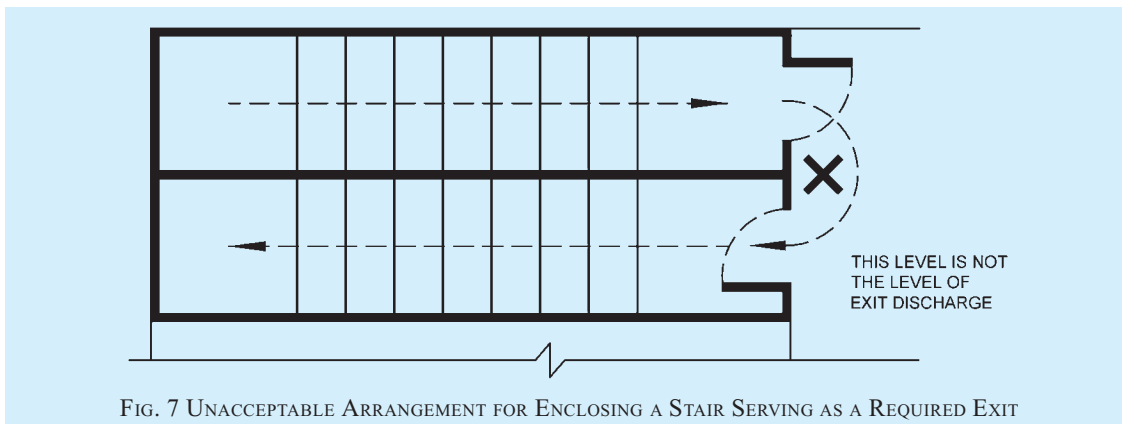 THIS LEVEL IS NOT
THE LEVEL OF
EXIT DISCHARGE
FIG. 7 UNACCEPTABLE ARRANGEMENT FOR ENCLOSING A STAIR SERVING AS A REQUIRED EXIT